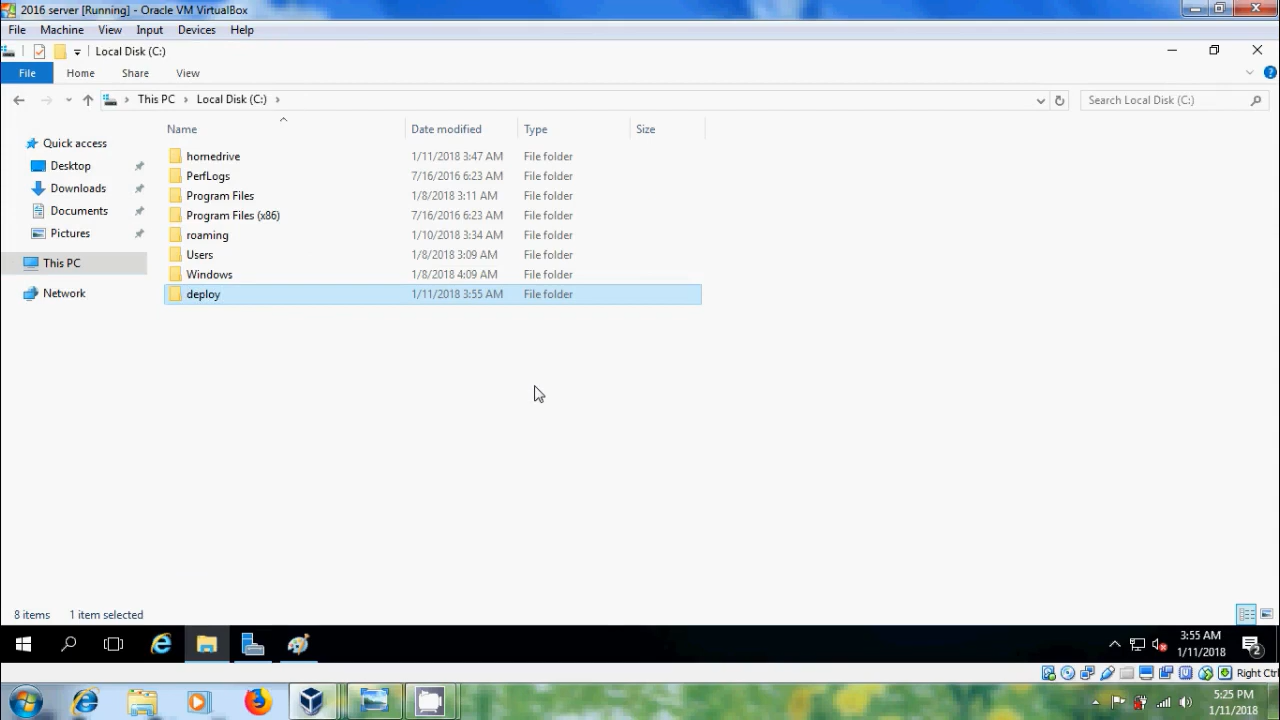 2016 server [Running] - Oracle VM VirtualBox
File Machine View Input Devices Help
Local Disk (C:)
File Home Share View
This PC Local Disk (C:) Search Local Disk (C:)
Name Date modified Type Size
Quick access
Desktop
Downloads
Documents
Pictures
This PC
Network
homedrive 1/11/2018 3:47 AM File folder
PerfLogs 7/16/2016 6:23 AM File folder
Program Files 1/8/2018 3:11 AM File folder
Program Files (x86) 7/16/2016 6:23 AM File folder
roaming 1/10/2018 3:34 AM File folder
Users 1/8/2018 3:09 AM File folder
Windows 1/8/2018 4:09 AM File folder
deploy 1/11/2018 3:55 AM File folder
8 items 1 item selected
3:55 AM
1/11/2018
2
Right Ctrl
5:25 PM
1/11/2018